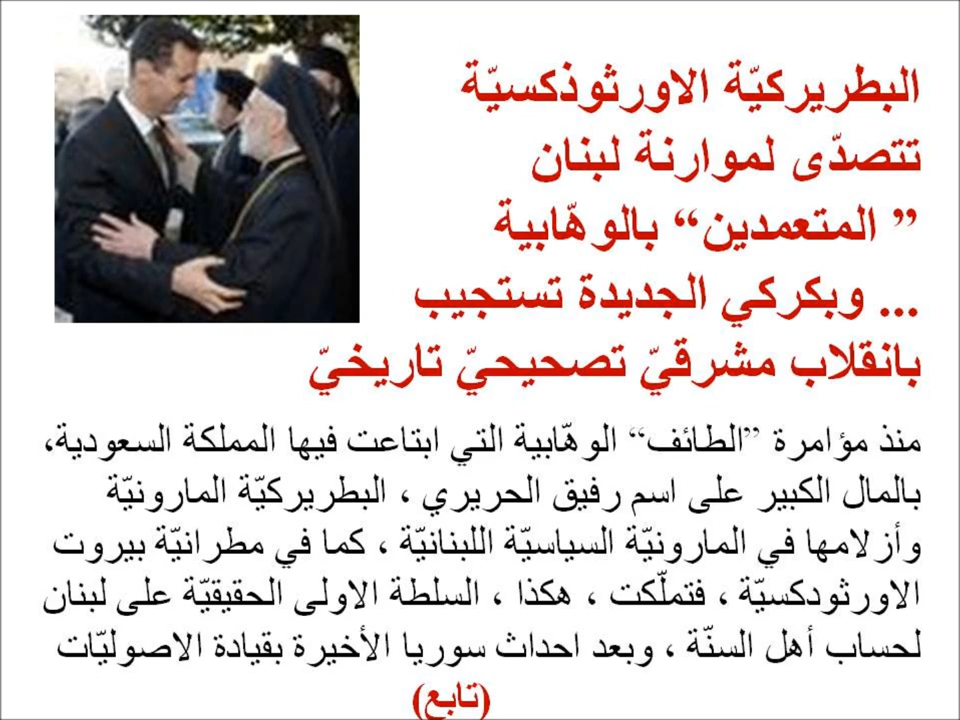 البطريركيّة الاورثوذكسيّة
تتصدّى لموارنة لبنان
” المتعمدين“ بالوهّابية
... وبكركي الجديدة تستجيب
بانقلاب مشرقيّ تصحيحيّ تاريخيّ
منذ مؤامرة ”الطائف“ الوهّابية التي ابتاعت فيها المملكة السعودية،
بالمال الكبير على اسم رفيق الحريري ، البطريركيّة المارونيّة
وأزلامها في المارونيّة السياسيّة اللبنانيّة ، كما في مطرانيّة بيروت
الاورثودكسيّة ، فتملّكت ، هكذا ، السلطة الاولى الحقيقيّة على لبنان
لحساب أهل السنّة ، وبعد احداث سوريا الأخيرة بقيادة الاصوليّات
(تابع)